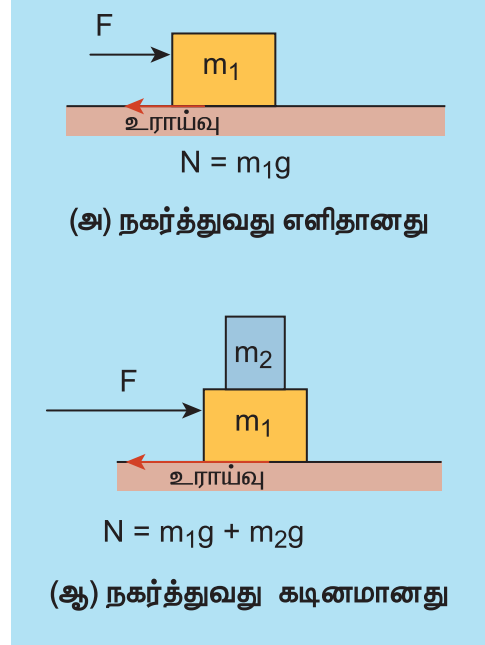 F
m₁
உராய்வு
N = m₁g
(அ) நகர்த்துவது எளிதானது
m₂
F
m₁
உராய்வு
N = m₁g + m₂g
(ஆ) நகர்த்துவது கடினமானது